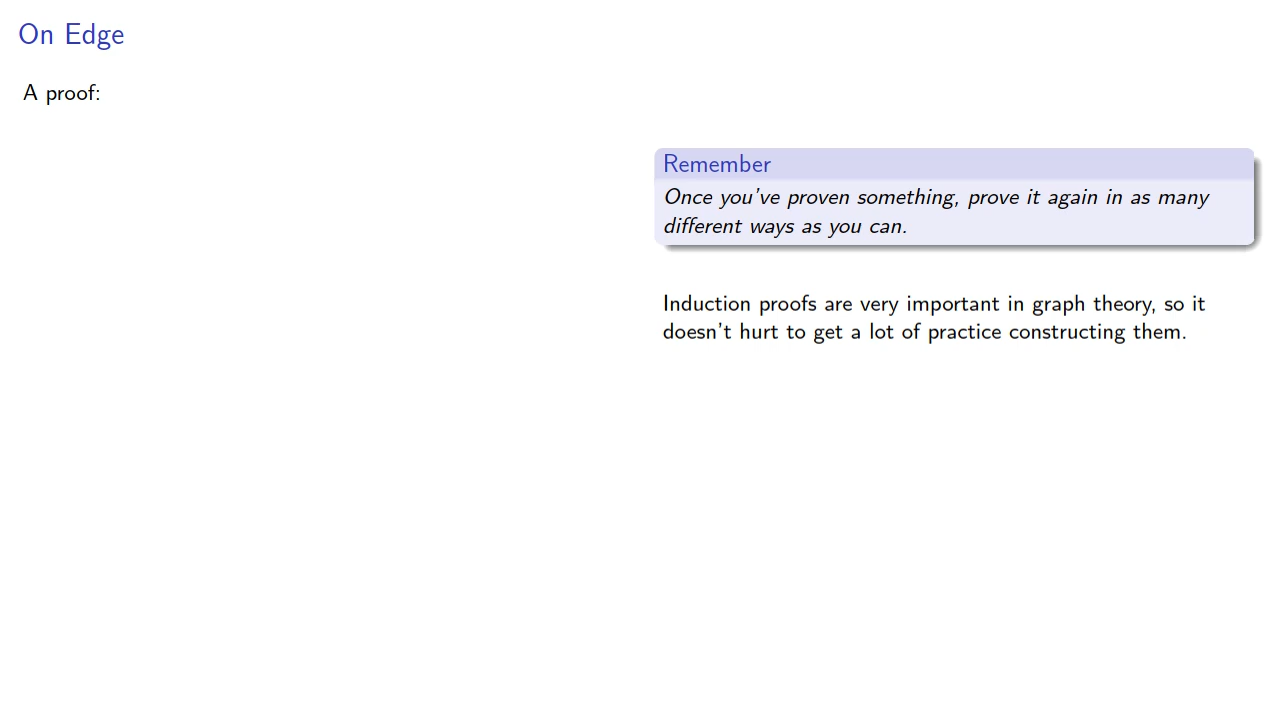 On Edge
A proof:
Remember
Once you've proven something, prove it again in as many
different ways as you can.
Induction proofs are very important in graph theory, so it
doesn't hurt to get a lot of practice constructing them.